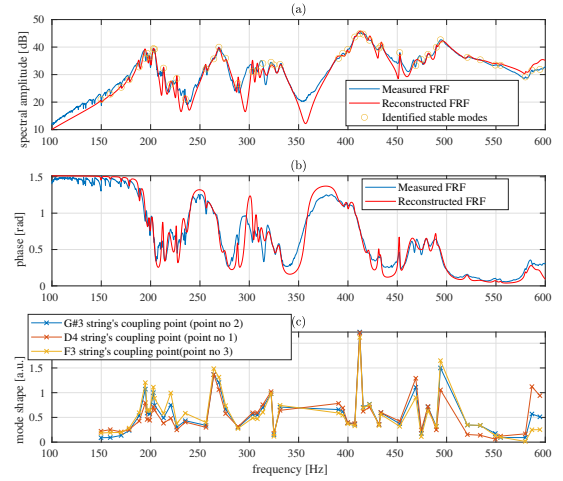 (a)
spectral amplitude [dB]
50
40
30
20
10
Measured FRF
Reconstructed FRF
Identified stable modes
100 150 200 250 300 350 400 450 500 550 600
(b)
phase [rad]
1.5
1
0.5
0
Measured FRF
Reconstructed FRF
100 150 200 250 300 350 400 450 500 550 600
(c)
G#3 string's coupling point (point no 2)
D4 string's coupling point (point no 1)
F3 string's coupling point(point no 3)
mode shape [a.u.]
1.5
1
0.5
0
100 150 200 250 300 350 400 450 500 550 600
frequency [Hz]